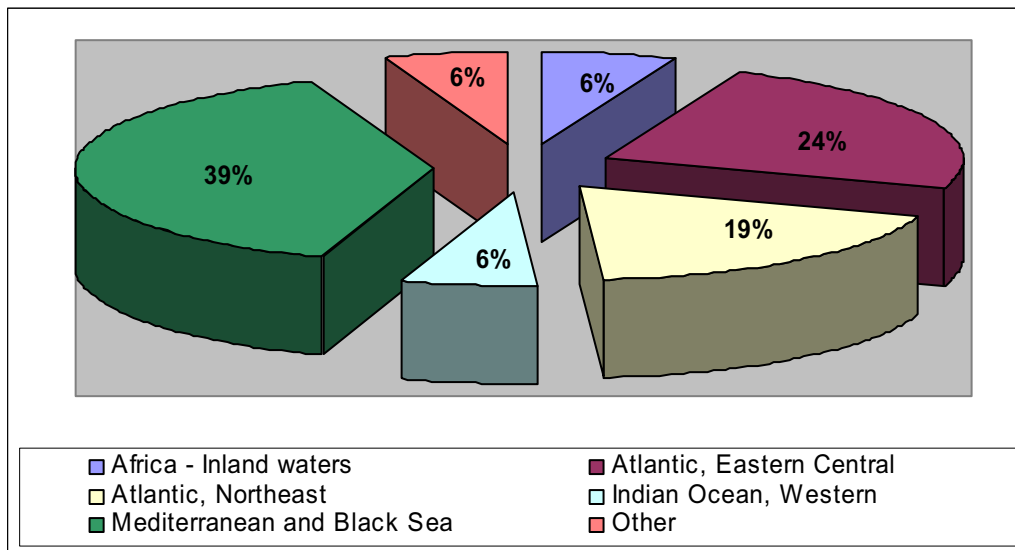 6%
6%
24%
39%
19%
6%
Africa - Inland waters
Atlantic, Eastern Central
Atlantic, Northeast
Indian Ocean, Western
Mediterranean and Black Sea
Other